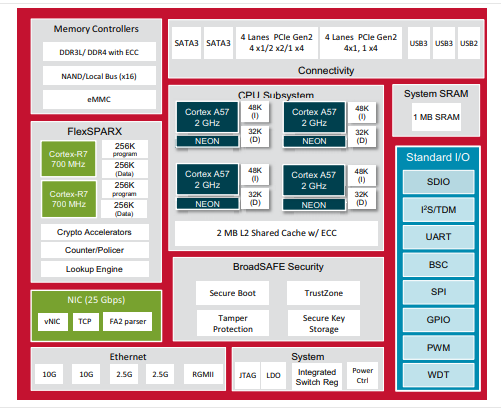 Memory Controllers
DDR3L/ DDR4 with ECC
NAND/Local Bus (x16)
eMMC
SATA3
SATA3
4 Lanes PCIe Gen2
4 x1/2 x2/1 x4
4 Lanes PCIe Gen2
4x1, 1 x4
USB3
USB3
USB2
Connectivity
FlexSPARX
Cortex-R7
700 MHz
256K
program
256K
(Data)
Cortex-R7
700 MHz
256K
program
256K
(Data)
Crypto Accelerators
Counter/Policer
Lookup Engine
CPU Subsystem
Cortex A57
2 GHz
NEON
48K
(I)
32K
(D)
Cortex A57
2 GHz
NEON
48K
(I)
32K
(D)
Cortex A57
2 GHz
NEON
48K
(I)
32K
(D)
Cortex A57
2 GHz
NEON
48K
(I)
32K
(D)
2 MB L2 Shared Cache w/ ECC
System SRAM
1 MB SRAM
Standard I/O
SDIO
I²S/TDM
UART
BSC
SPI
GPIO
PWM
WDT
NIC (25 Gbps)
vNIC
TCP
FA2 parser
BroadSAFE Security
Secure Boot
TrustZone
Tamper
Protection
Secure Key
Storage
Ethernet
10G
10G
2.5G
2.5G
RGMII
System
JTAG
LDO
Integrated
Switch Reg
Power
Ctrl